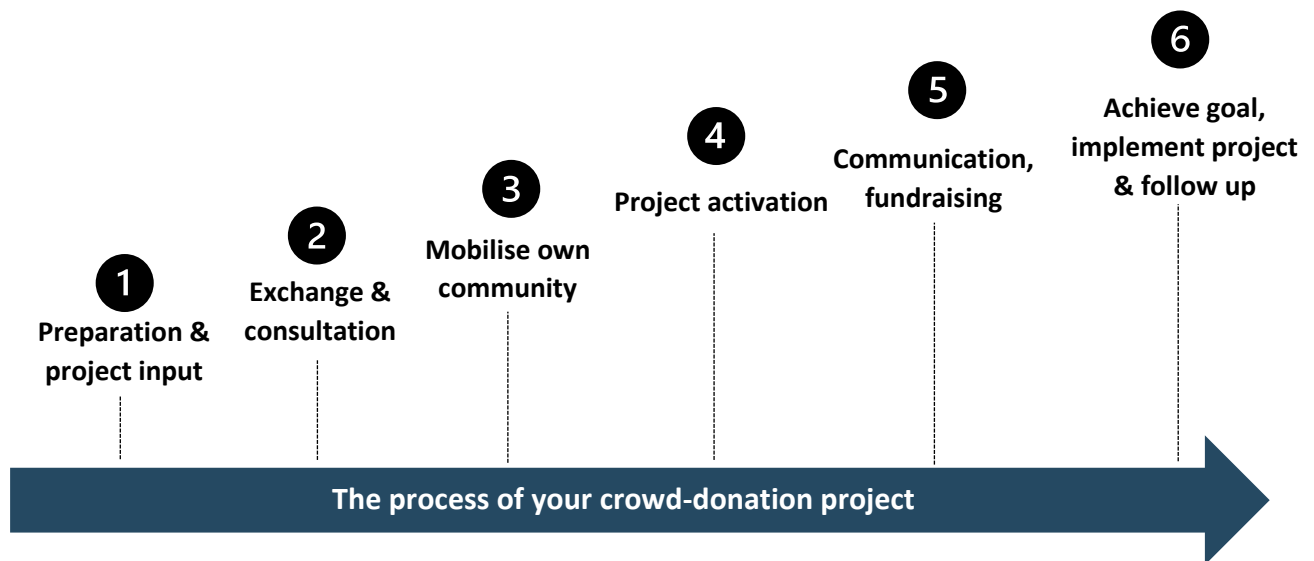 1
Preparation &
project input
2
Exchange &
consultation
3
Mobilise own
community
4
Project activation
5
Communication,
fundraising
6
Achieve goal,
implement project
& follow up
The process of your crowd-donation project